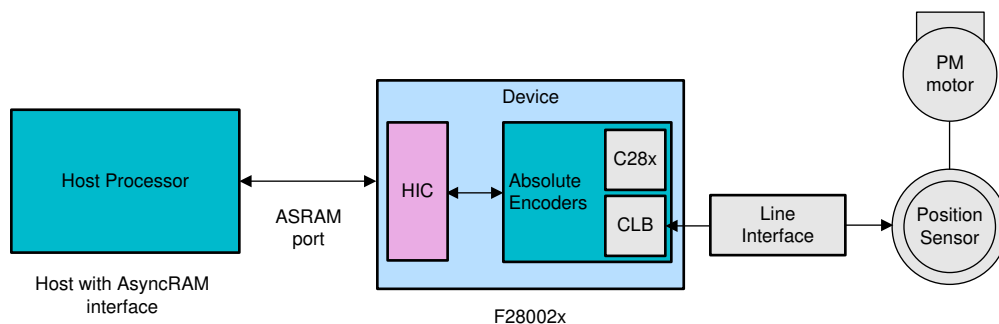 Host Processor
Host with AsyncRAM
interface
ASRAM
port
Device
HIC
Absolute
Encoders
C28x
CLB
F28002x
Line
Interface
PM
motor
Position
Sensor